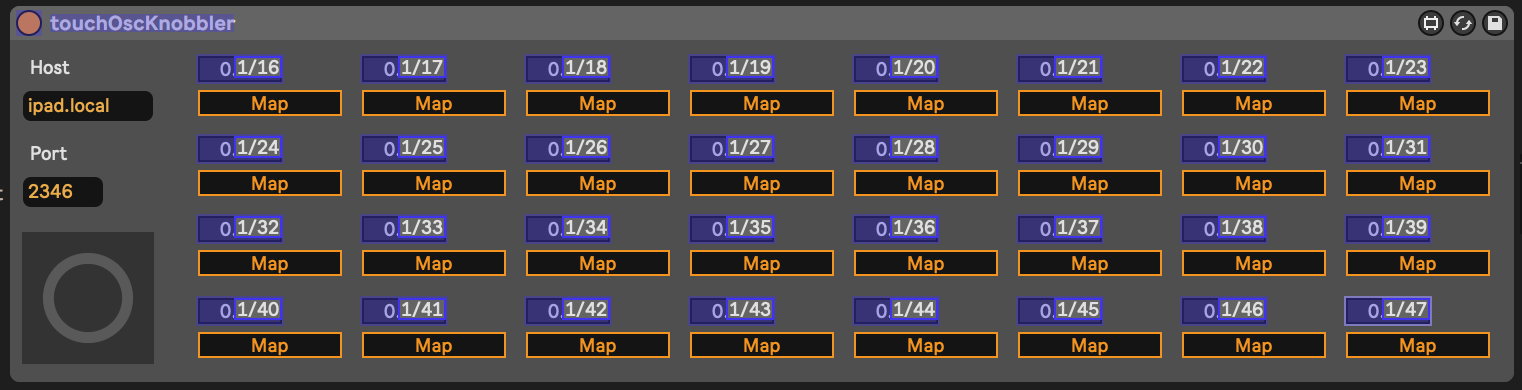 touchOscKnobbler
Host
ipad.local
Port
2346
0. 1/16 0. 1/17 0. 1/18 0. 1/19 0. 1/20 0. 1/21 0. 1/22 0. 1/23
Map Map Map Map Map Map Map Map
0. 1/24 0. 1/25 0. 1/26 0. 1/27 0. 1/28 0. 1/29 0. 1/30 0. 1/31
Map Map Map Map Map Map Map Map
0. 1/32 0. 1/33 0. 1/34 0. 1/35 0. 1/36 0. 1/37 0. 1/38 0. 1/39
Map Map Map Map Map Map Map Map
0. 1/40 0. 1/41 0. 1/42 0. 1/43 0. 1/44 0. 1/45 0. 1/46 0. 1/47
Map Map Map Map Map Map Map Map